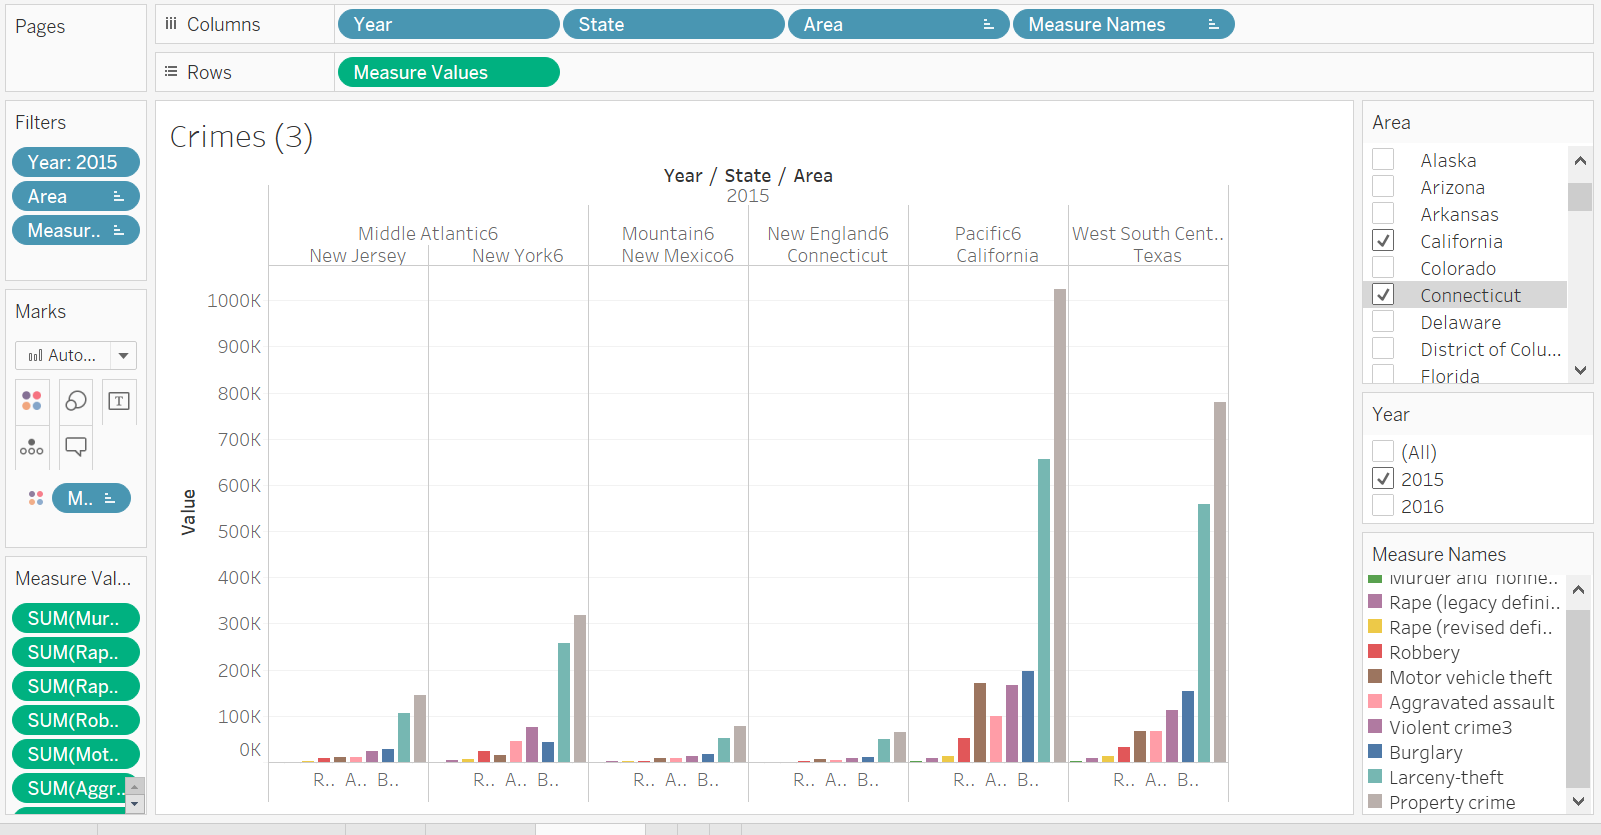 Pages
Columns
Year
State
Area
Measure Names
Rows
Measure Values
Filters
Year: 2015
Area
Measur..
Marks
Auto...
T
M..
Measure Val...
SUM(Mur..
SUM(Rap..
SUM(Rap..
SUM(Rob..
SUM(Mot..
SUM(Aggr..
Crimes (3)
Year / State / Area
2015
Middle Atlantic6
Mountain6
New England6
Pacific6
West South Cent..
New Jersey
New York6
New Mexico6
Connecticut
California
Texas
Value
1000K
900K
800K
700K
600K
500K
400K
300K
200K
100K
0K
R.. A.. B..
R.. A.. B..
R.. A.. B..
R.. A.. B..
R.. A.. B..
R.. A.. B..
Area
Alaska
Arizona
Arkansas
California
Colorado
Connecticut
Delaware
District of Colu...
Florida
Year
(All)
2015
2016
Measure Names
Murder and nonne..
Rape (legacy defini..
Rape (revised defi..
Robbery
Motor vehicle theft
Aggravated assault
Violent crime3
Burglary
Larceny-theft
Property crime